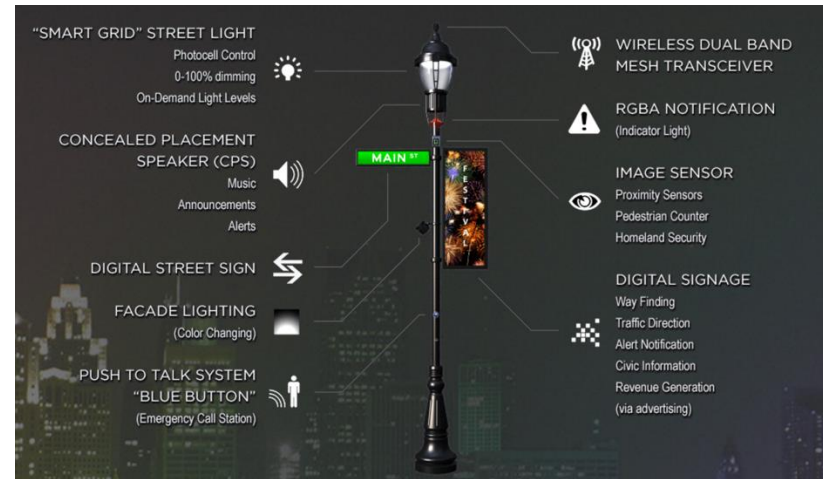 “SMART GRID” STREET LIGHT
Photocell Control
0-100% dimming
On-Demand Light Levels
CONCEALED PLACEMENT
SPEAKER (CPS)
Music
Announcements
Alerts
DIGITAL STREET SIGN
FACADE LIGHTING
(Color Changing)
PUSH TO TALK SYSTEM
“BLUE BUTTON”
(Emergency Call Station)
MAIN ST
FESTIVAL
WIRELESS DUAL BAND
MESH TRANSCEIVER
RGBA NOTIFICATION
(Indicator Light)
IMAGE SENSOR
Proximity Sensors
Pedestrian Counter
Homeland Security
DIGITAL SIGNAGE
Way Finding
Traffic Direction
Alert Notification
Civic Information
Revenue Generation
(via advertising)